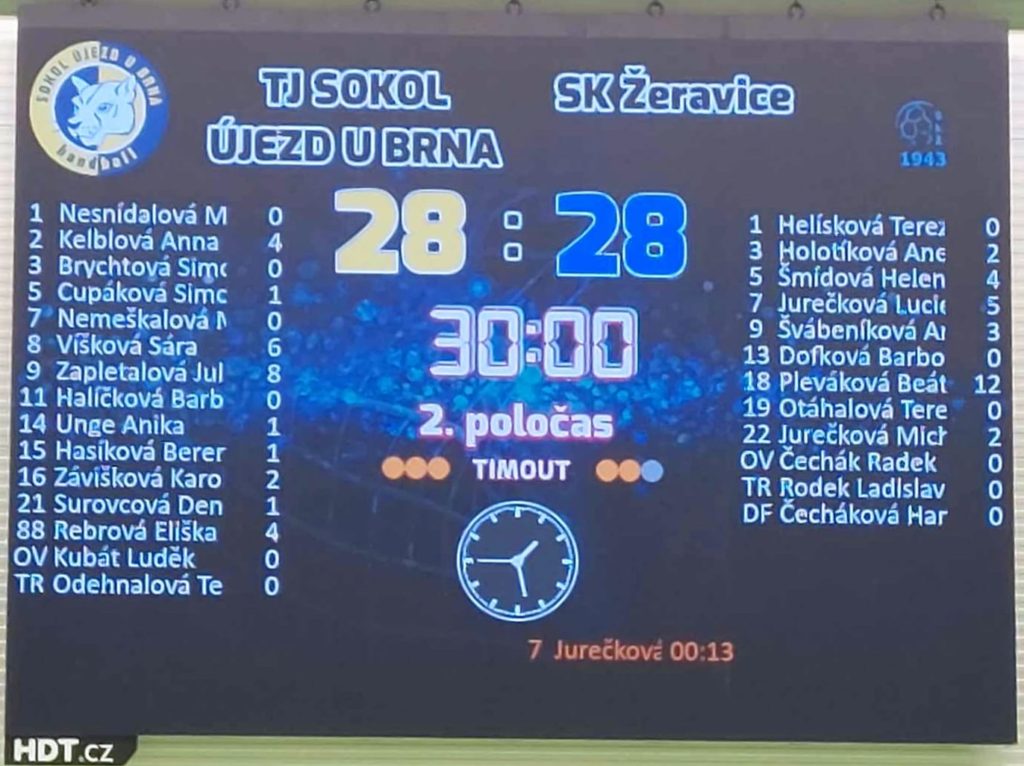 SOKOL ÚJEZD U BRNA
handball
TJ SOKOL
ÚJEZD U BRNA
SK Žeravice
1943
28 : 28
30:00
2. poločas
TIMOUT
1 Nesnídalová M 0
2 Kelblová Anna 4
3 Brychtová Simo 0
5 Cupáková Simo 1
7 Nemeškalová M 0
8 Víšková Sára 6
9 Zapletalová Jul 8
11 Halíčková Barb 0
14 Unge Anika 1
15 Hasíková Berer 1
16 Závišková Karo 2
21 Surovcová Den 1
88 Rebrová Eliška 4
OV Kubát Luděk 0
TR Odehnalová Te 0
1 Helísková Terez 0
3 Holotíková Ane 2
5 Šmídová Helen 4
7 Jurečková Lucie 5
9 Švábeníková Ar 3
13 Dofková Barbo 0
18 Pleváková Beát 12
19 Otáhalová Tere 0
22 Jurečková Mich 2
OV Čechák Radek 0
TR Rodek Ladislav 0
DF Čecháková Har 0
7 Jurečková 00:13
HDT.cz